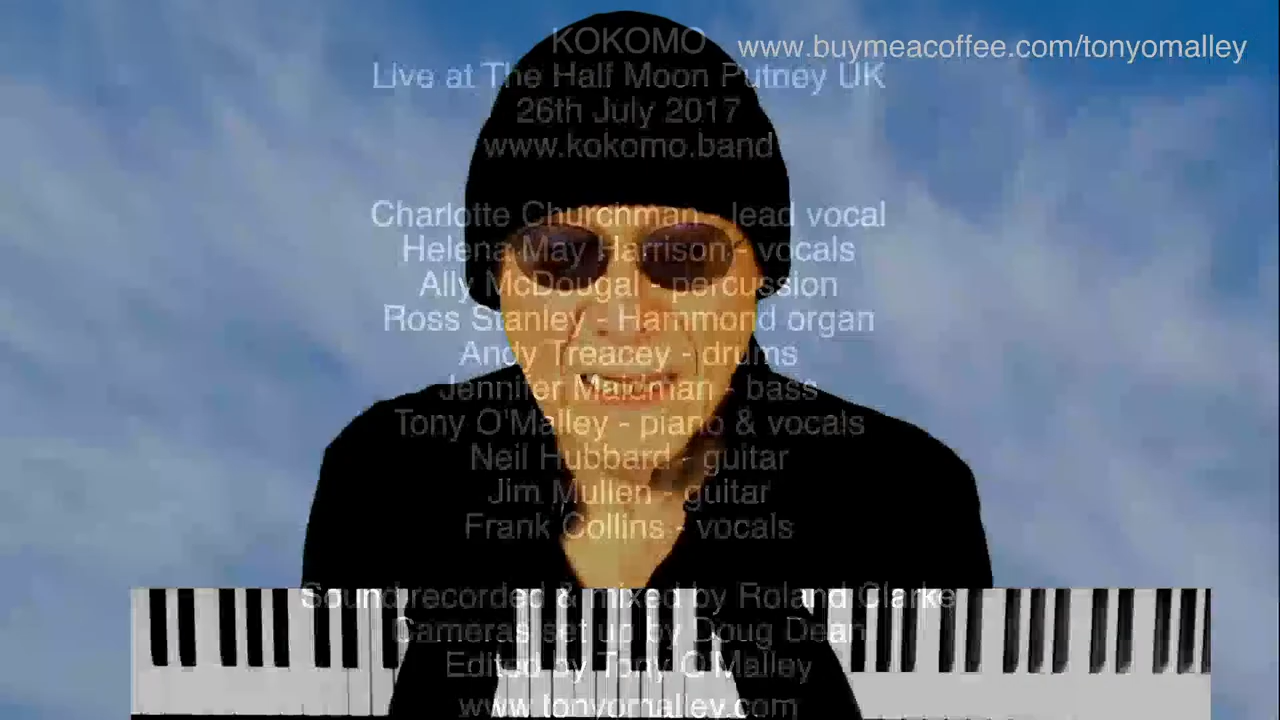 www.buymeacoffee.com/tonyomalley
KOKOMO
Live at The Half Moon Putney UK
26th July 2017
www.kokomo.band
Charlotte Churchman - lead vocal
Helena May Harrison - vocals
Ally McDougal - percussion
Ross Stanley - Hammond organ
Andy Treacey - drums
Jennifer Maidman - bass
Tony O'Malley - piano & vocals
Neil Hubbard - guitar
Jim Mullen - guitar
Frank Collins - vocals
Sound recorded & mixed by Roland Clarke
Cameras set up by Doug Dean
Edited by Tony O'Malley
www.tonyomalley.com